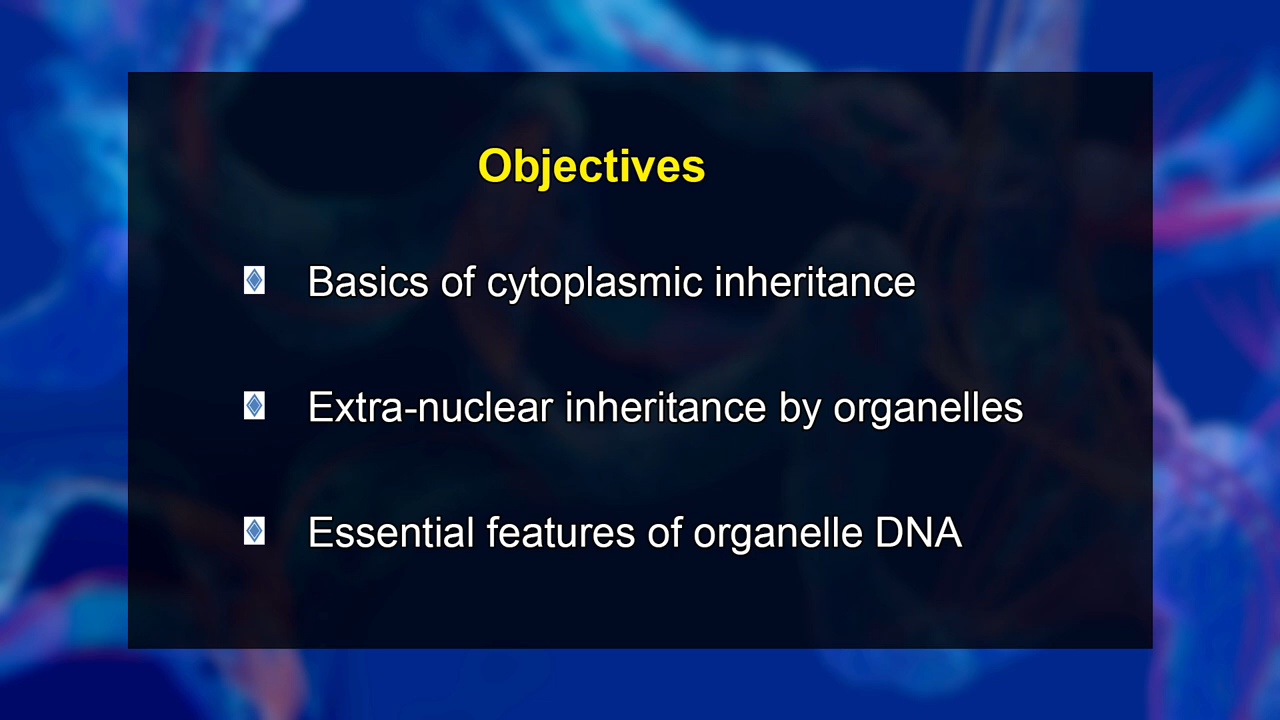 Objectives
Basics of cytoplasmic inheritance
Extra-nuclear inheritance by organelles
Essential features of organelle DNA